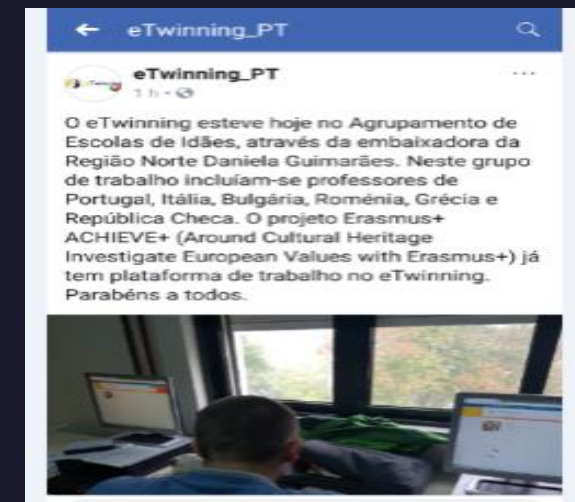 eTwinning_PT
eTwinning_PT
1 h
O eTwinning esteve hoje no Agrupamento de
Escolas de Idães, através da embaixadora da
Região Norte Daniela Guimarães. Neste grupo
de trabalho incluíam-se professores de
Portugal, Itália, Bulgária, Roménia, Grécia e
República Checa. O projeto Erasmus+
ACHIEVE+ (Around Cultural Heritage
Investigate European Values with Erasmus+) já
tem plataforma de trabalho no eTwinning.
Parabéns a todos.